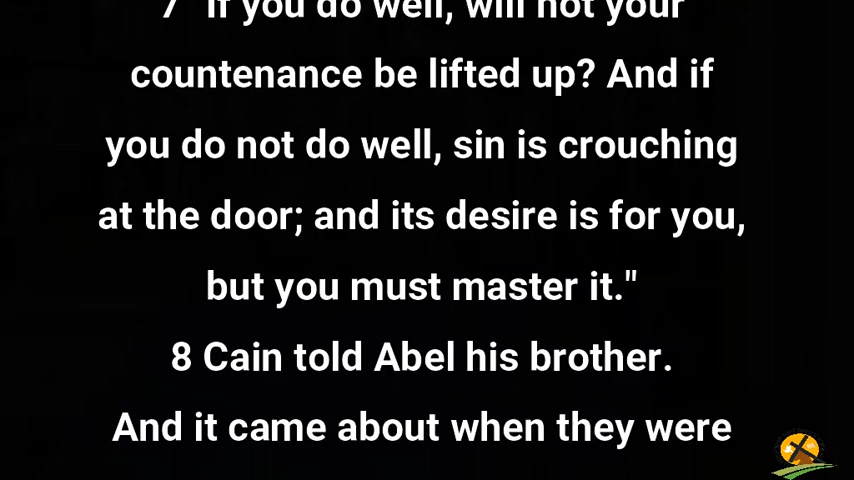 7 "If you do well, will not your
countenance be lifted up? And if
you do not do well, sin is crouching
at the door; and its desire is for you,
but you must master it."
8 Cain told Abel his brother.
And it came about when they were